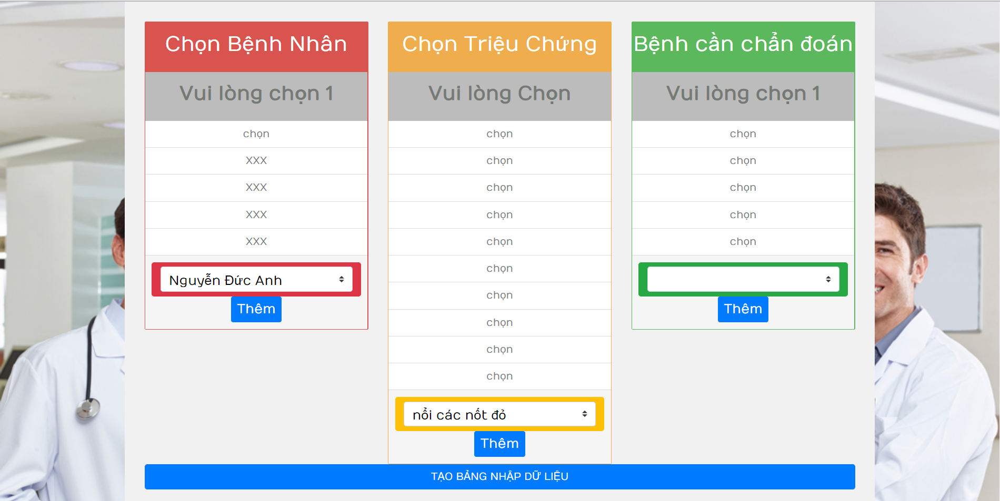 Chọn Bệnh Nhân
Vui lòng chọn 1
chọn
XXX
XXX
XXX
XXX
Nguyễn Đức Anh
Thêm
Chọn Triệu Chứng
Vui lòng Chọn
chọn
chọn
chọn
chọn
chọn
chọn
chọn
chọn
chọn
chọn
nổi các nốt đỏ
Thêm
Bệnh cần chẩn đoán
Vui lòng chọn 1
chọn
chọn
chọn
chọn
chọn
Thêm
TẠO BẢNG NHẬP DỮ LIỆU